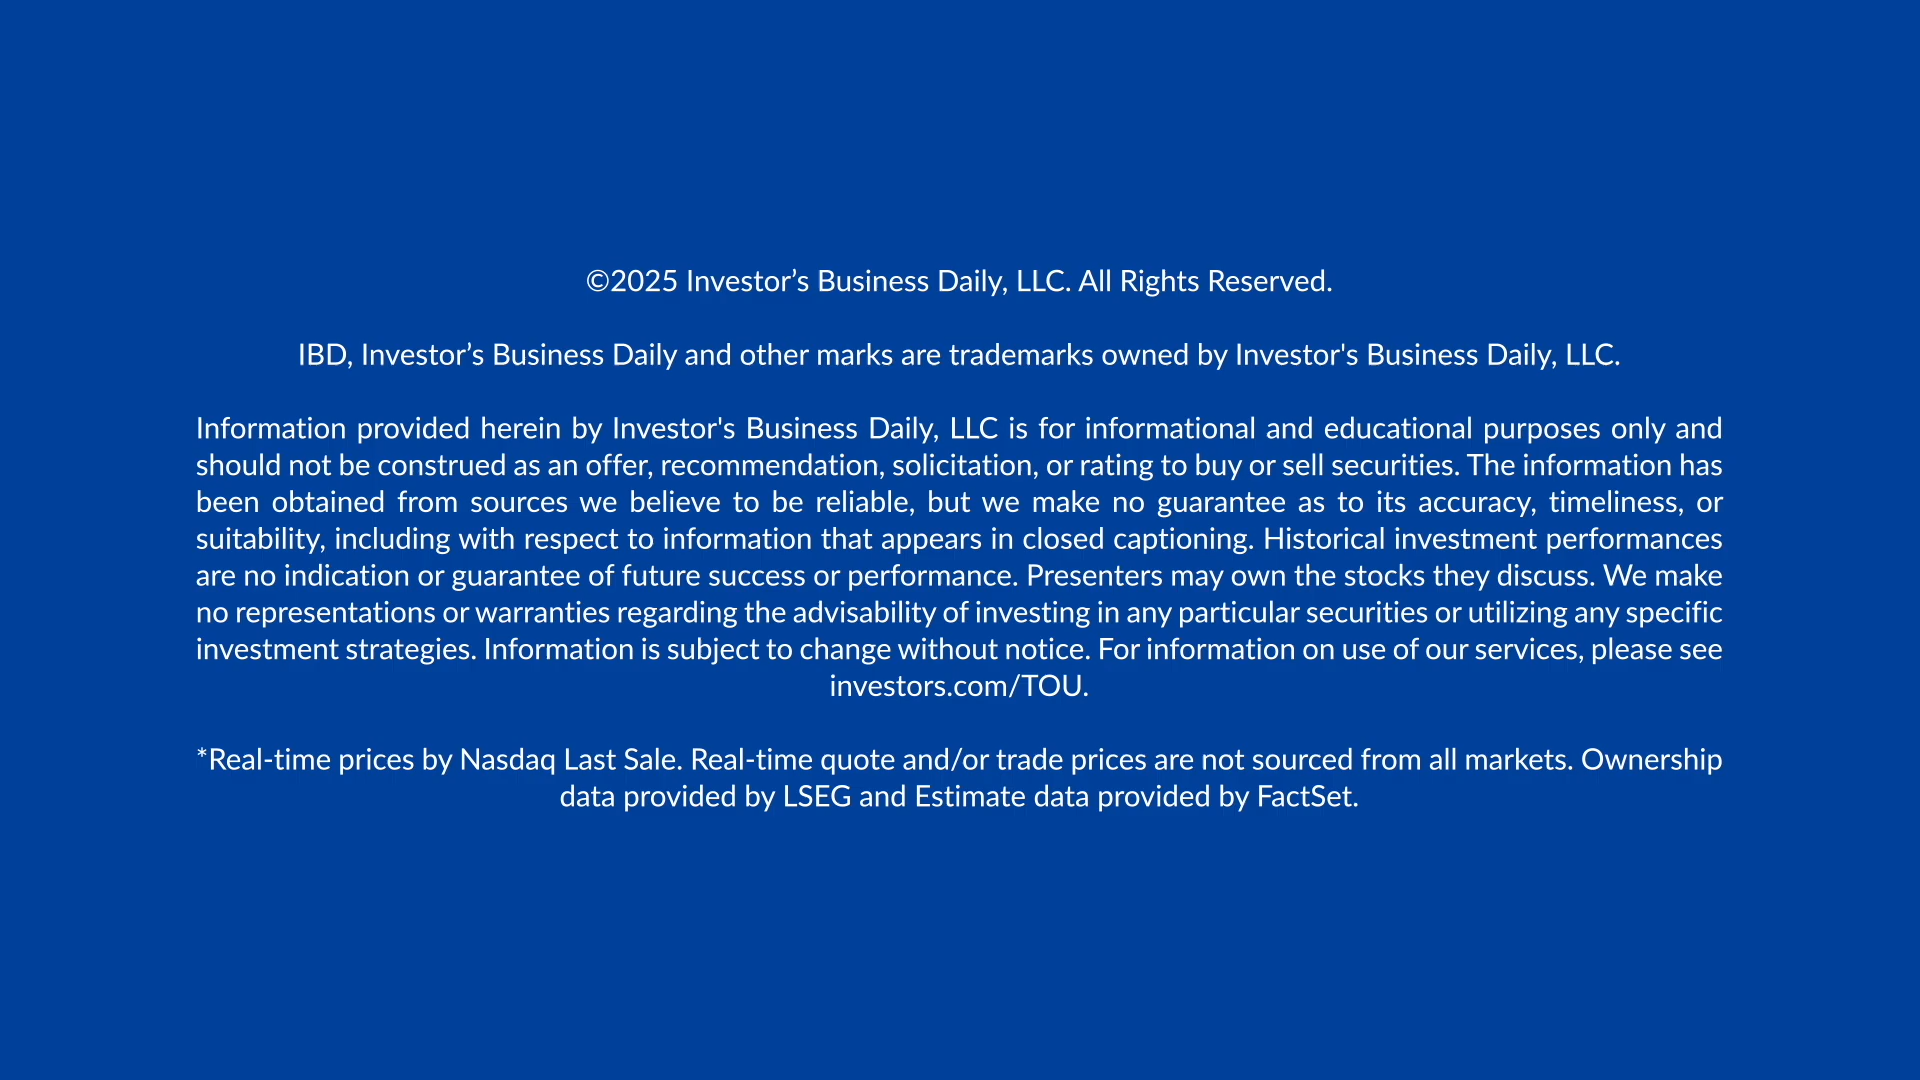 ©2025 Investor’s Business Daily, LLC. All Rights Reserved.
IBD, Investor’s Business Daily and other marks are trademarks owned by Investor's Business Daily, LLC.
Information provided herein by Investor's Business Daily, LLC is for informational and educational purposes only and
should not be construed as an offer, recommendation, solicitation, or rating to buy or sell securities. The information has
been obtained from sources we believe to be reliable, but we make no guarantee as to its accuracy, timeliness, or
suitability, including with respect to information that appears in closed captioning. Historical investment performances
are no indication or guarantee of future success or performance. Presenters may own the stocks they discuss. We make
no representations or warranties regarding the advisability of investing in any particular securities or utilizing any specific
investment strategies. Information is subject to change without notice. For information on use of our services, please see
investors.com/TOU.
*Real-time prices by Nasdaq Last Sale. Real-time quote and/or trade prices are not sourced from all markets. Ownership
data provided by LSEG and Estimate data provided by FactSet.